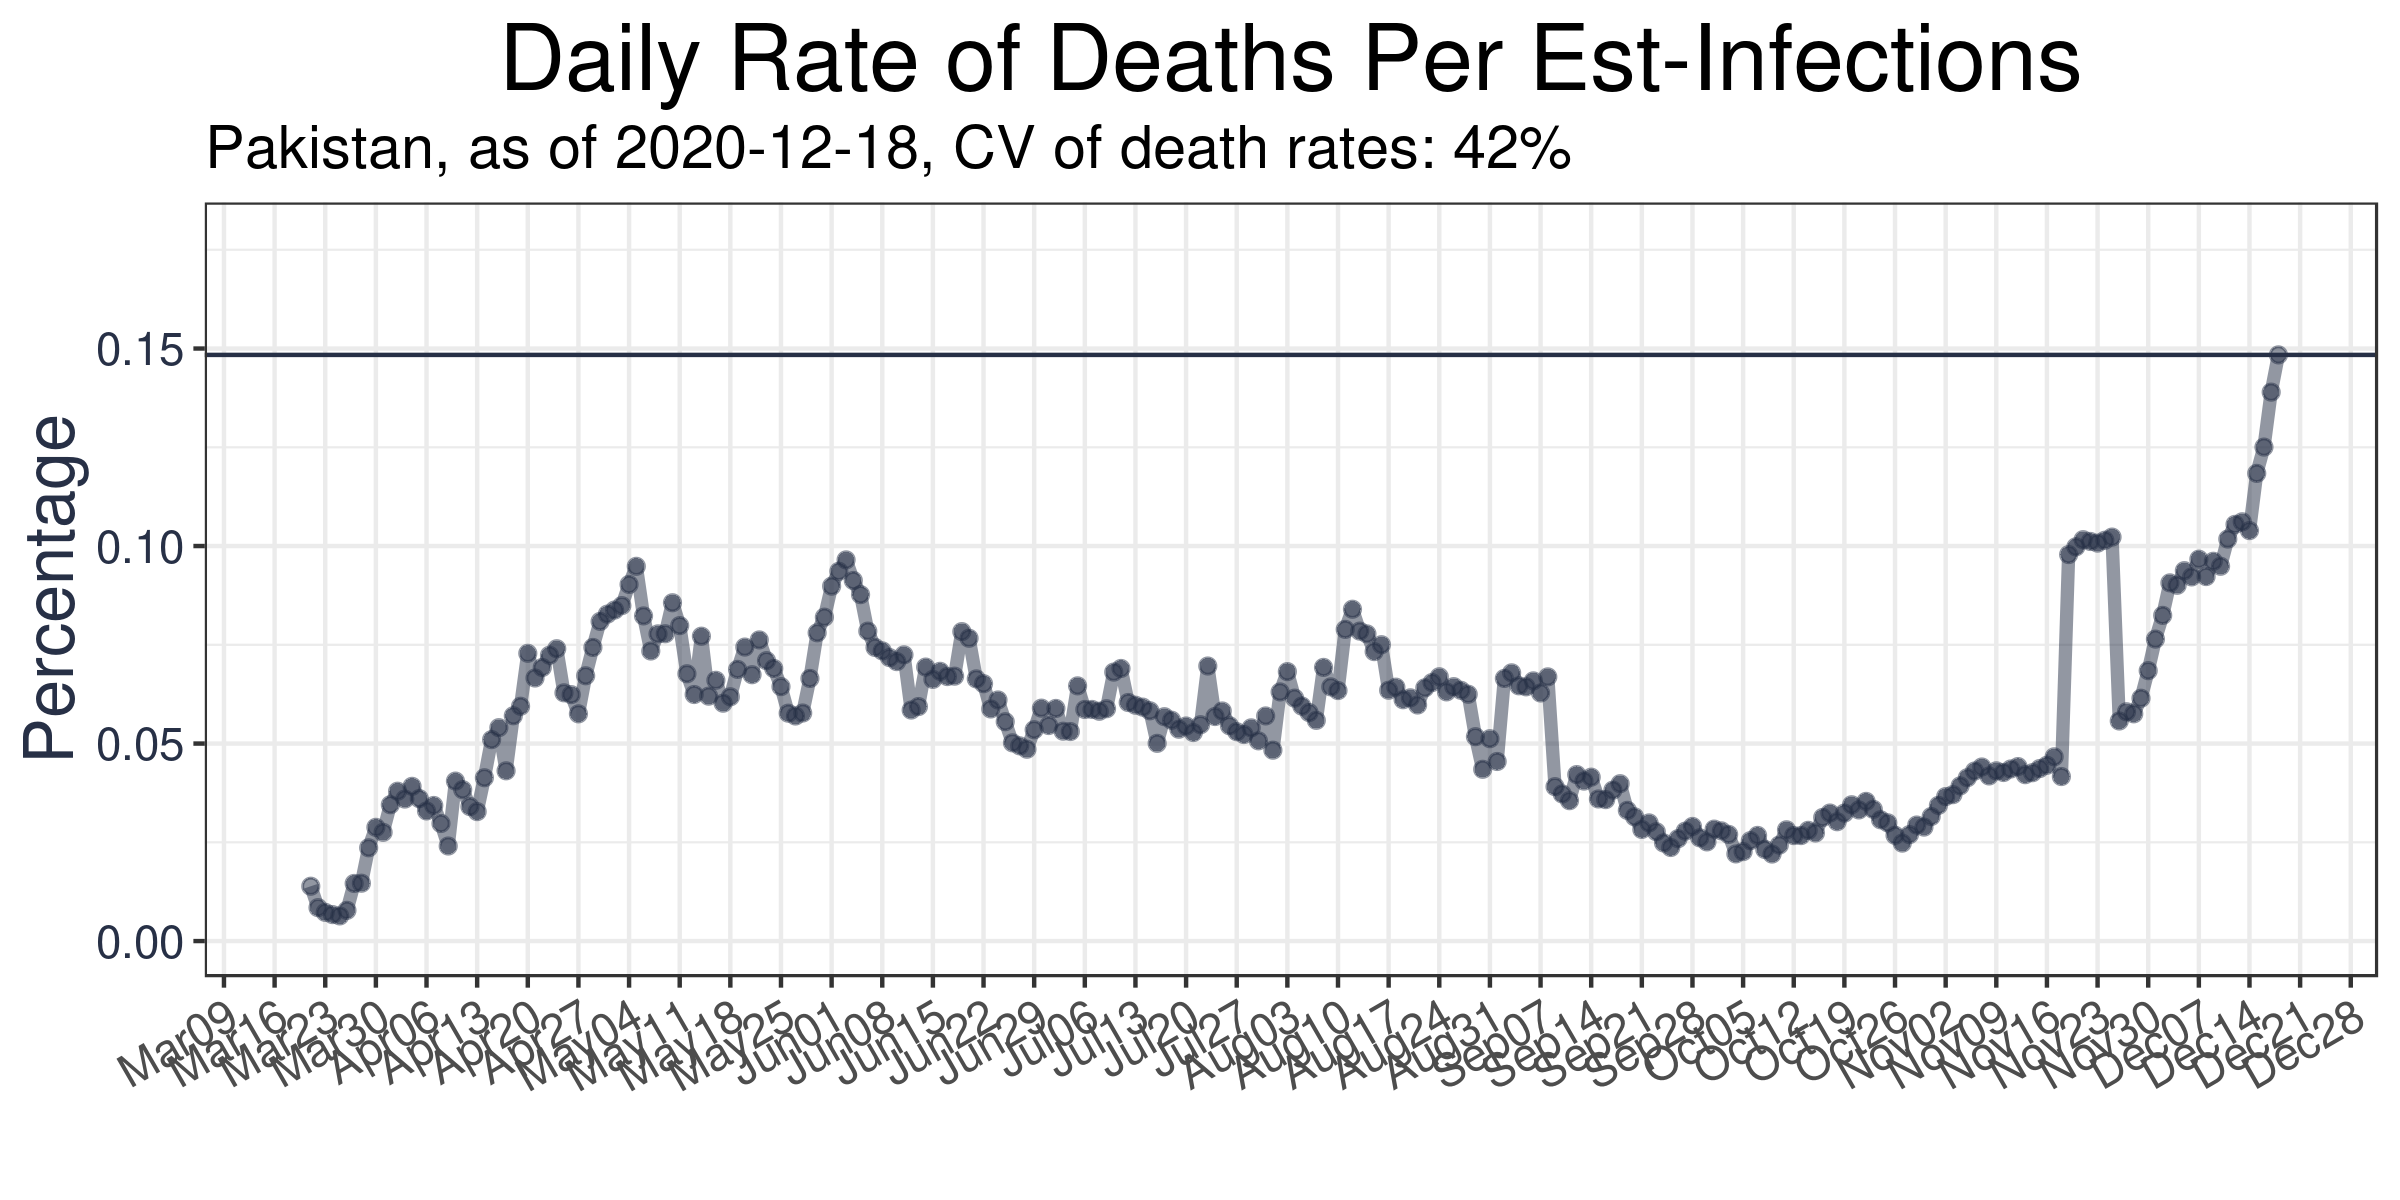 Daily Rate of Deaths Per Est-Infections
Pakistan, as of 2020-12-18, CV of death rates: 42%
Percentage
0.15
0.10
0.05
0.00
Mar09
Mar16
Mar23
Mar30
Apr06
Apr13
Apr20
Apr27
May04
May11
May18
May25
Jun01
Jun08
Jun15
Jun22
Jun29
Jul06
Jul13
Jul20
Jul27
Aug03
Aug10
Aug17
Aug24
Aug31
Sep07
Sep14
Sep21
Sep28
Oct05
Oct12
Oct19
Oct26
Nov02
Nov09
Nov16
Nov23
Nov30
Dec07
Dec14
Dec21
Dec28